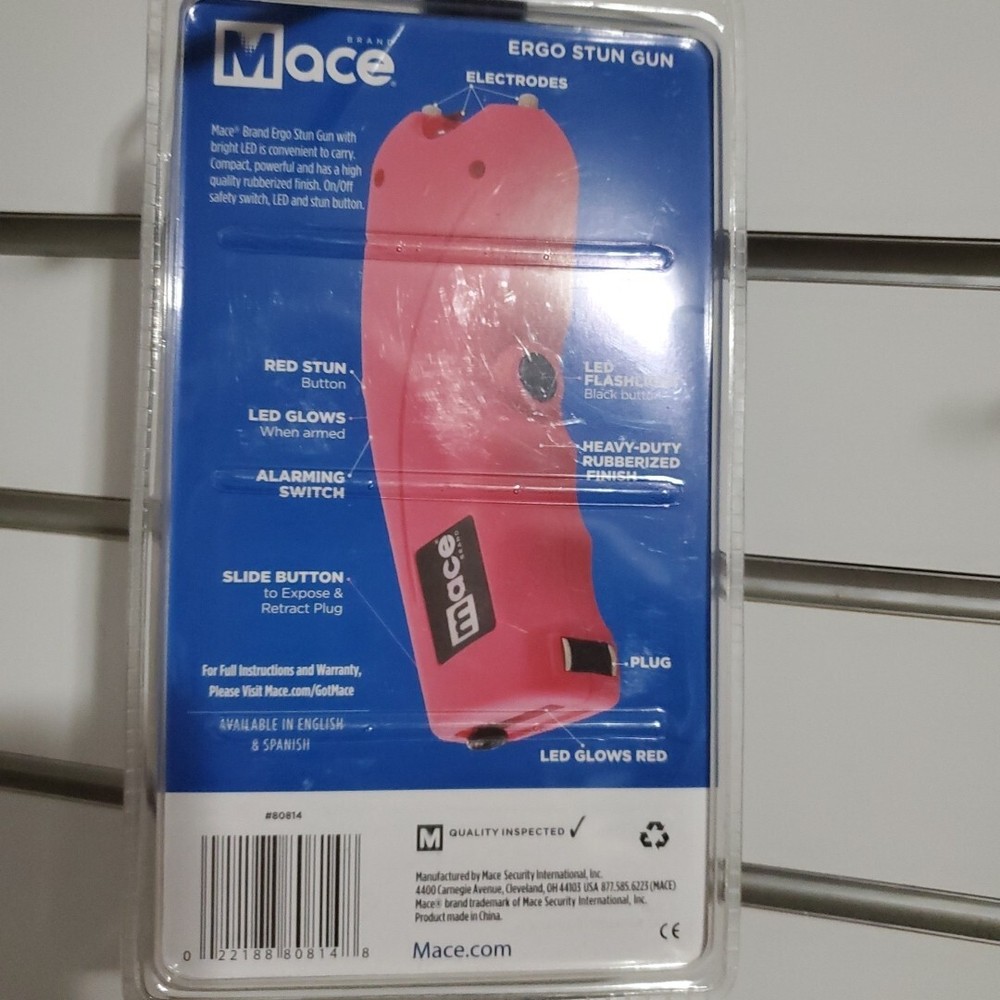 Mace
BRAND
ERGO STUN GUN
ELECTRODES
Mace® Brand Ergo Stun Gun with
bright LED is convenient to carry.
Compact, powerful and has a high
quality rubberized finish. On/Off
safety switch, LED and stun button.
RED STUN
Button
LED GLOWS
When armed
ALARMING
SWITCH
SLIDE BUTTON
to Expose &
Retract Plug
LED
FLASHLIGHT
Black button
HEAVY-DUTY
RUBBERIZED
FINISH
Mace
BRAND
PLUG
LED GLOWS RED
For Full Instructions and Warranty,
Please Visit Mace.com/GotMace
AVAILABLE IN ENGLISH
& SPANISH
#80814
0 22188 80814 8
M QUALITY INSPECTED
Manufactured by Mace Security International, Inc.
4400 Carnegie Avenue, Cleveland, OH 44103 USA 877.585.6223 (MACE)
Mace® brand trademark of Mace Security International, Inc.
Product made in China.
CE
Mace.com